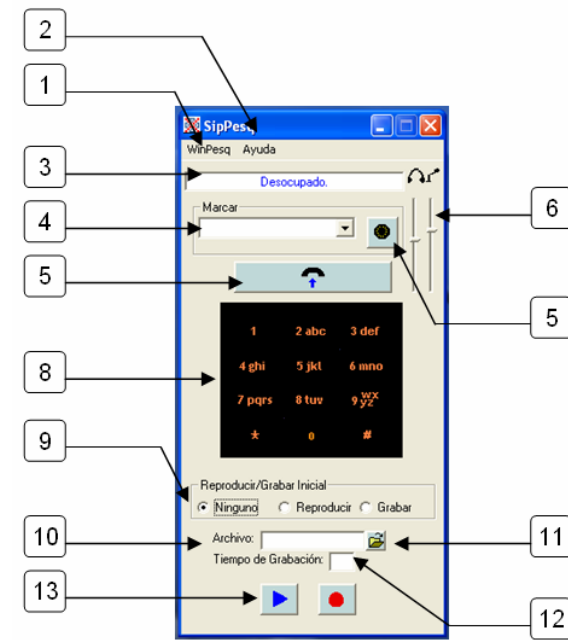 2
1
SipPesq
WinPesq Ayuda
3
Desocupado.
Marcar
4
6
5
5
1 2 abc 3 def
4 ghi 5 jkl 6 mno
8
7 pqrs 8 tuv 9 wx yz
* 0 #
9
Reproducir/Grabar Inicial
Ninguno Reproducir Grabar
10
Archivo:
11
Tiempo de Grabación:
13
12